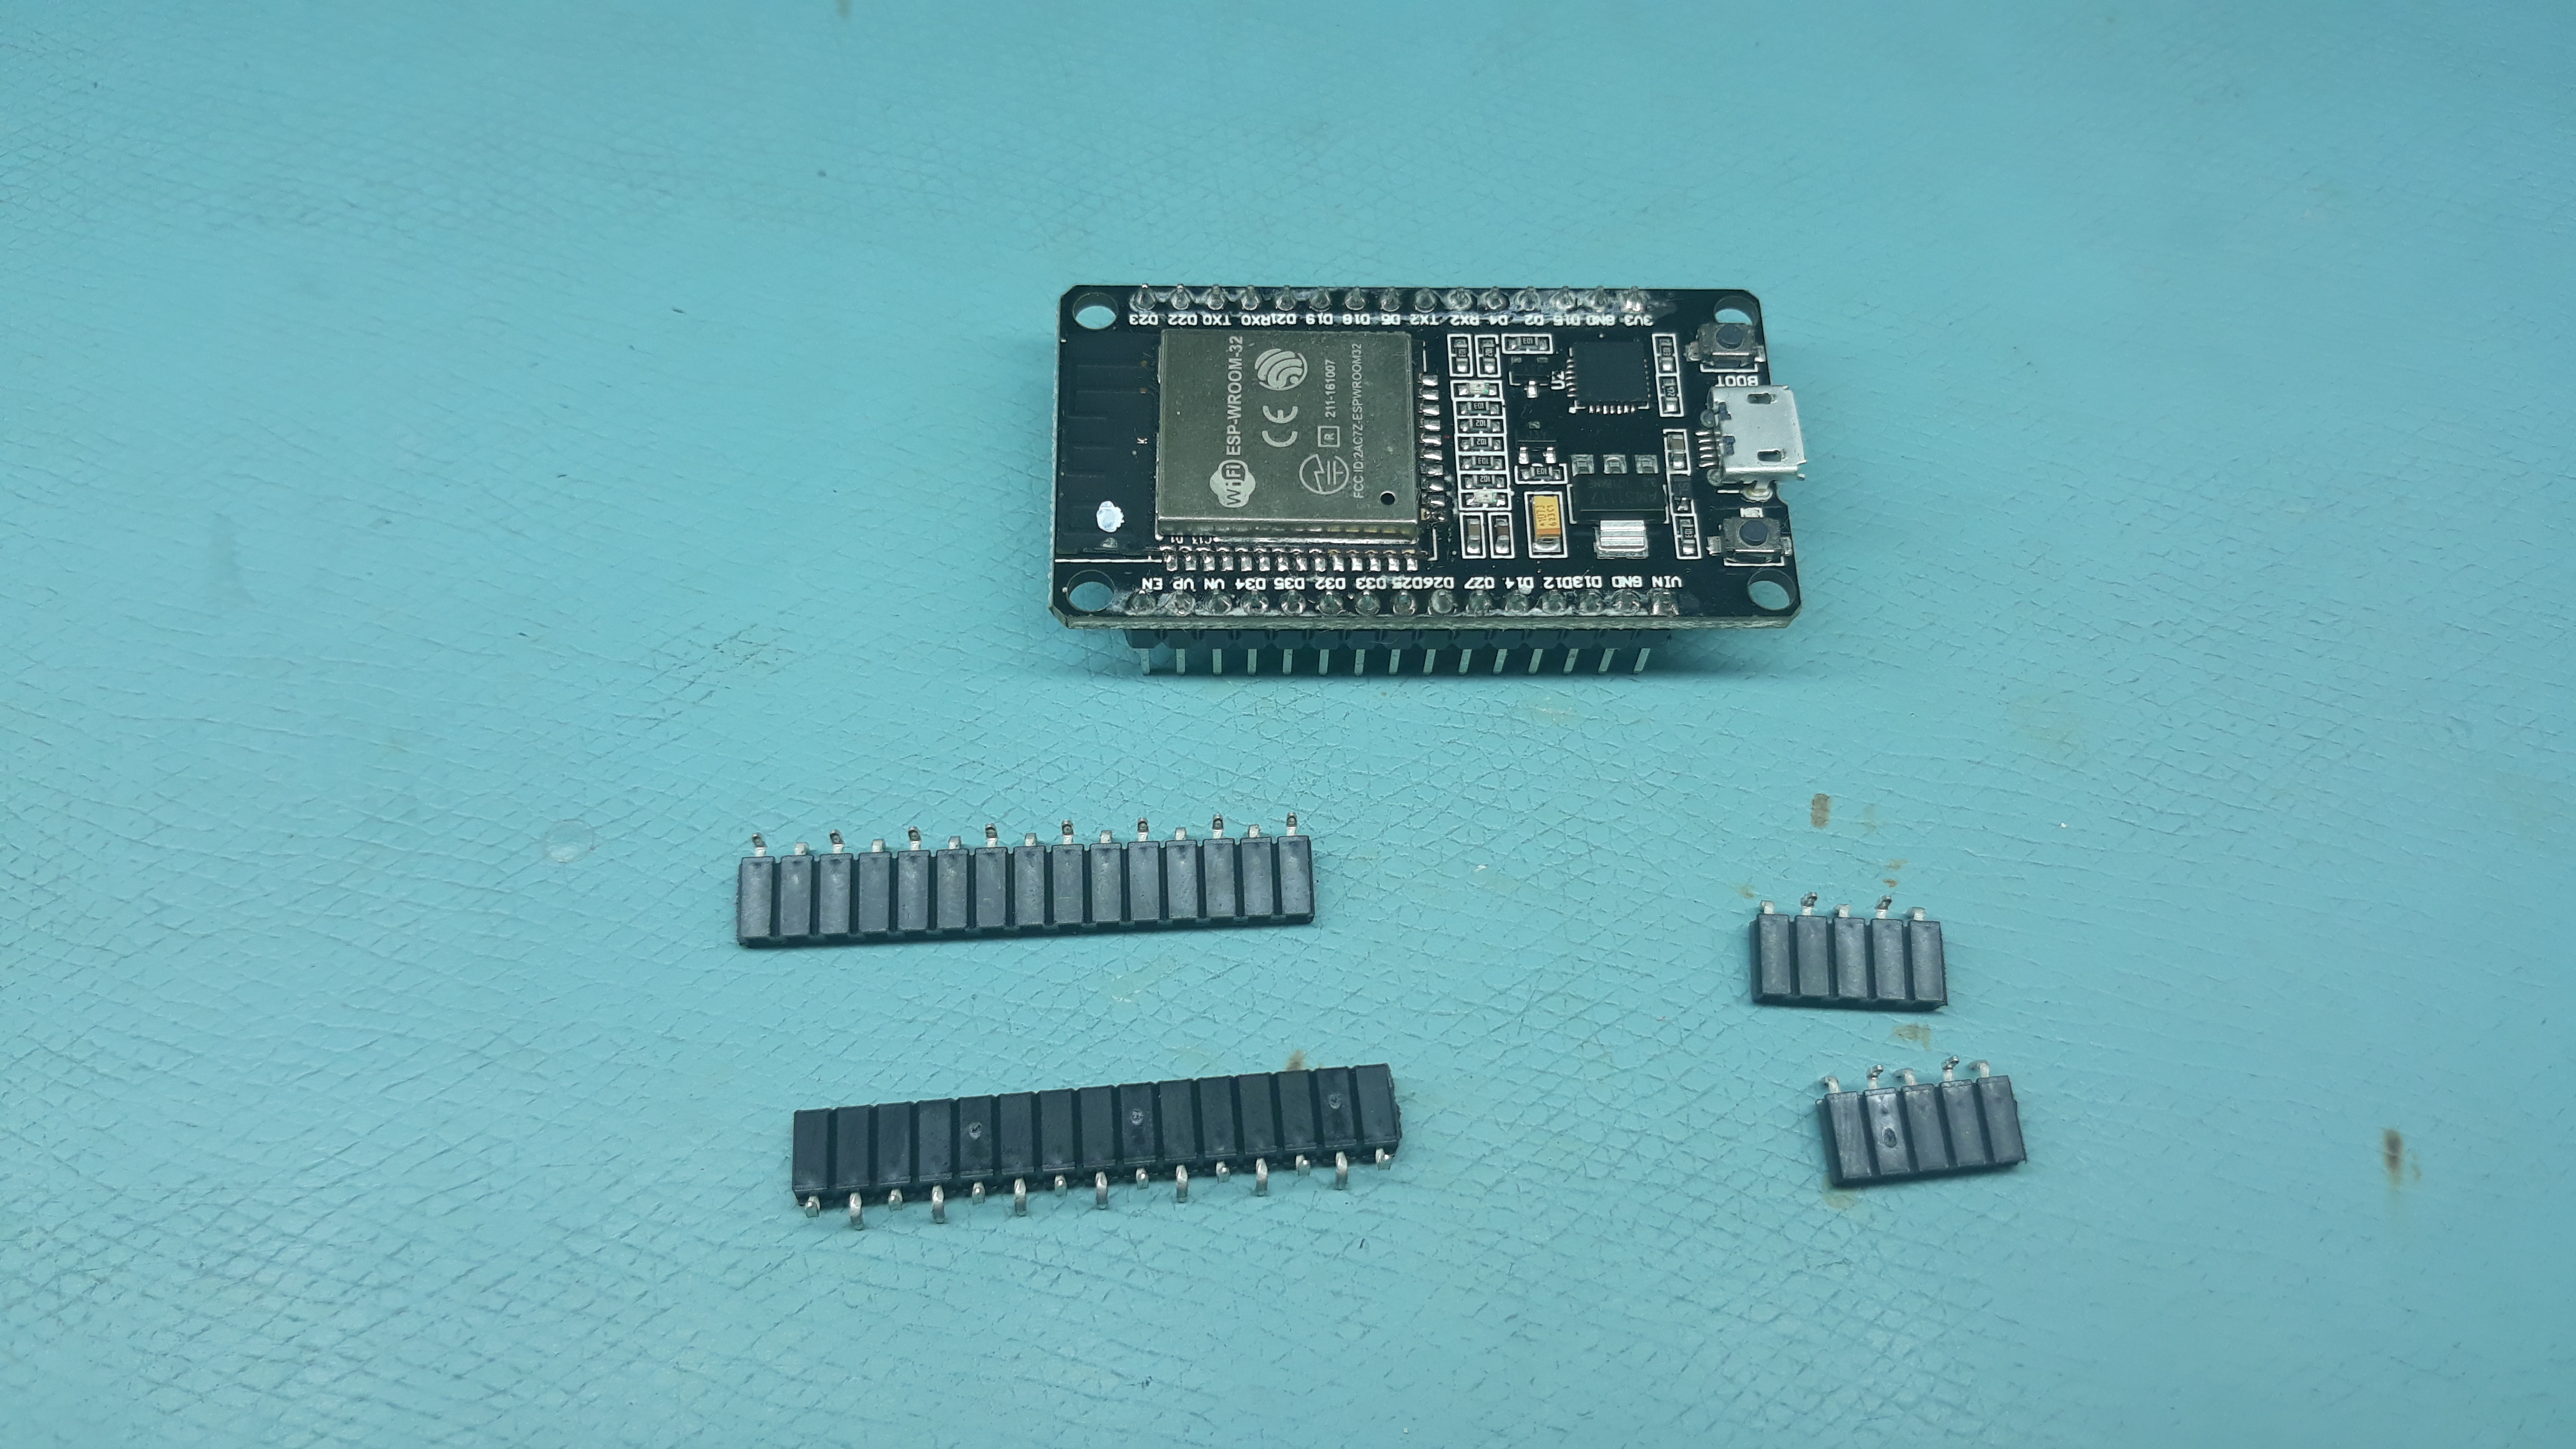 D23 D22 TX0 RX0 D21 D19 D18 D5 TX2 RX2 D4 D2 D15 GND 3V3
BOOT
WiFi ESP-WROOM-32
CE
R 211-161007
FCC ID:2AC7Z-ESPWROOM32
EN VP VN D34 D35 D32 D33 D25 D26 D27 D14 D12 D13 GND VIN